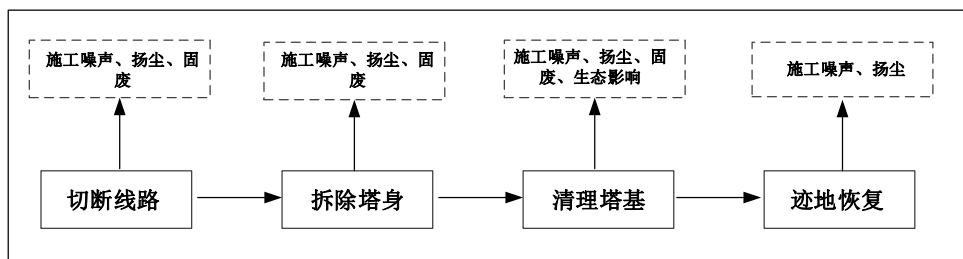 施工噪声、扬尘、固
废
施工噪声、扬尘、固
废
施工噪声、扬尘、固
废、生态影响
施工噪声、扬尘
切断线路
拆除塔身
清理塔基
迹地恢复